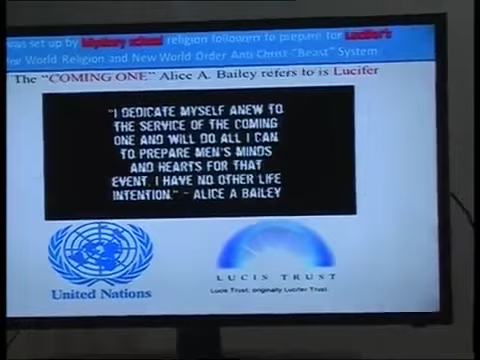 was set up by Mystery school religion followers to prepare for Lucifer's
New World Religion and New World Order Anti Christ "Beast" System
The "COMING ONE" Alice A. Bailey refers to is Lucifer
"I DEDICATE MYSELF ANEW TO
THE SERVICE OF THE COMING
ONE AND WILL DO ALL I CAN
TO PREPARE MEN'S MINDS
AND HEARTS FOR THAT
EVENT. I HAVE NO OTHER LIFE
INTENTION." - ALICE A BAILEY
United Nations
LUCIS TRUST
Lucis Trust, originally Lucifer Trust.